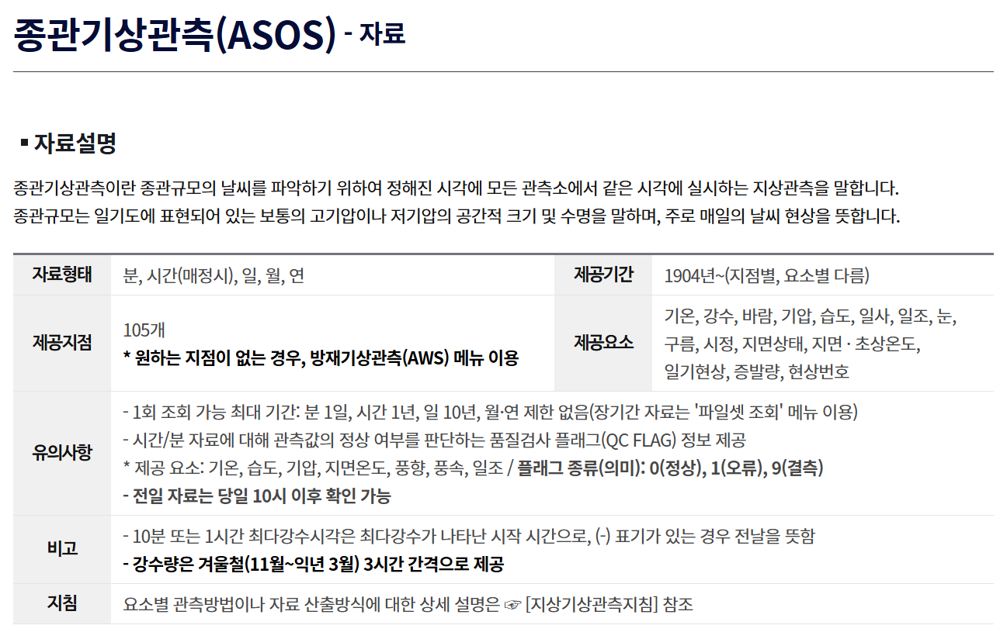 종관기상관측(ASOS) - 자료
▪ 자료설명
종관기상관측이란 종관규모의 날씨를 파악하기 위하여 정해진 시각에 모든 관측소에서 같은 시각에 실시하는 지상관측을 말합니다.
종관규모는 일기도에 표현되어 있는 보통의 고기압이나 저기압의 공간적 크기 및 수명을 말하며, 주로 매일의 날씨 현상을 뜻합니다.
자료형태
분, 시간(매정시), 일, 월, 연
제공기간
1904년~(지점별, 요소별 다름)
제공지점
105개
* 원하는 지점이 없는 경우, 방재기상관측(AWS) 메뉴 이용
제공요소
기온, 강수, 바람, 기압, 습도, 일사, 일조, 눈,
구름, 시정, 지면상태, 지면 · 초상온도,
일기현상, 증발량, 현상번호
유의사항
- 1회 조회 가능 최대 기간: 분 1일, 시간 1년, 일 10년, 월·연 제한 없음(장기간 자료는 '파일셋 조회' 메뉴 이용)
- 시간/분 자료에 대해 관측값의 정상 여부를 판단하는 품질검사 플래그(QC FLAG) 정보 제공
* 제공 요소: 기온, 습도, 기압, 지면온도, 풍향, 풍속, 일조 / 플래그 종류(의미): 0(정상), 1(오류), 9(결측)
- 전일 자료는 당일 10시 이후 확인 가능
비고
- 10분 또는 1시간 최다강수시각은 최다강수가 나타난 시작 시간으로, (-) 표기가 있는 경우 전날을 뜻함
- 강수량은 겨울철(11월~익년 3월) 3시간 간격으로 제공
지침
요소별 관측방법이나 자료 산출방식에 대한 상세 설명은 ☞ [지상기상관측지침] 참조